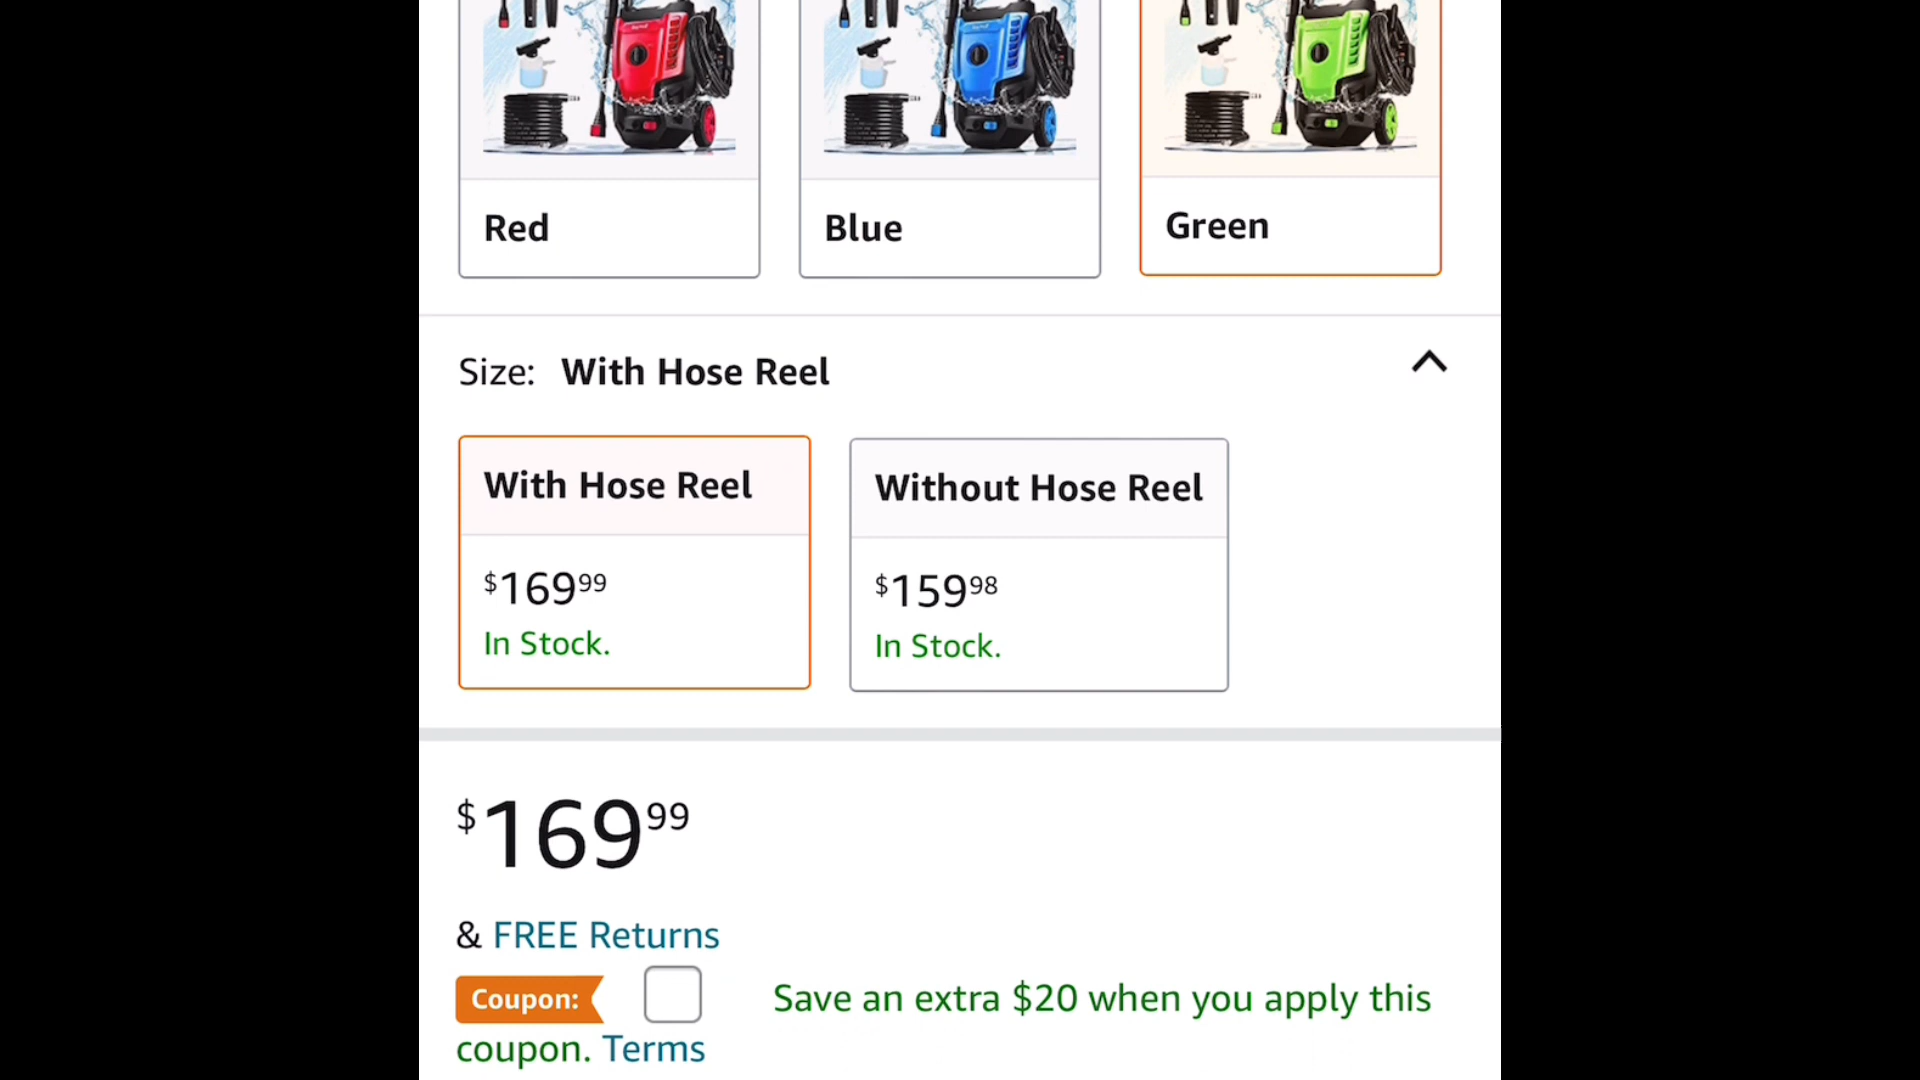 Red
Blue
Green
Size: With Hose Reel
With Hose Reel
$169.99
In Stock.
Without Hose Reel
$159.98
In Stock.
$169.99
& FREE Returns
Coupon:
Save an extra $20 when you apply this
coupon. Terms